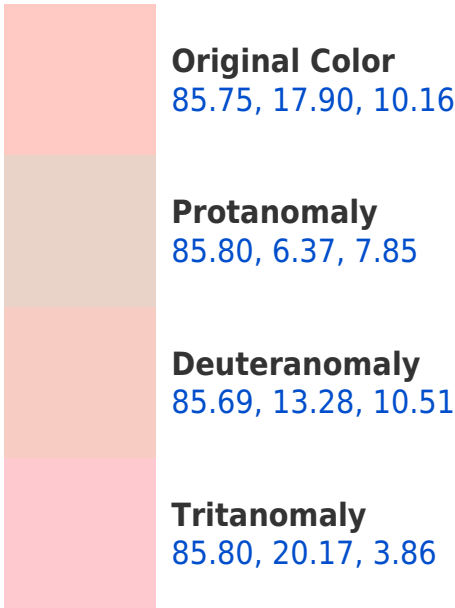 Original Color
85.75, 17.90, 10.16
Protanomaly
85.80, 6.37, 7.85
Deuteranomaly
85.69, 13.28, 10.51
Tritanomaly
85.80, 20.17, 3.86